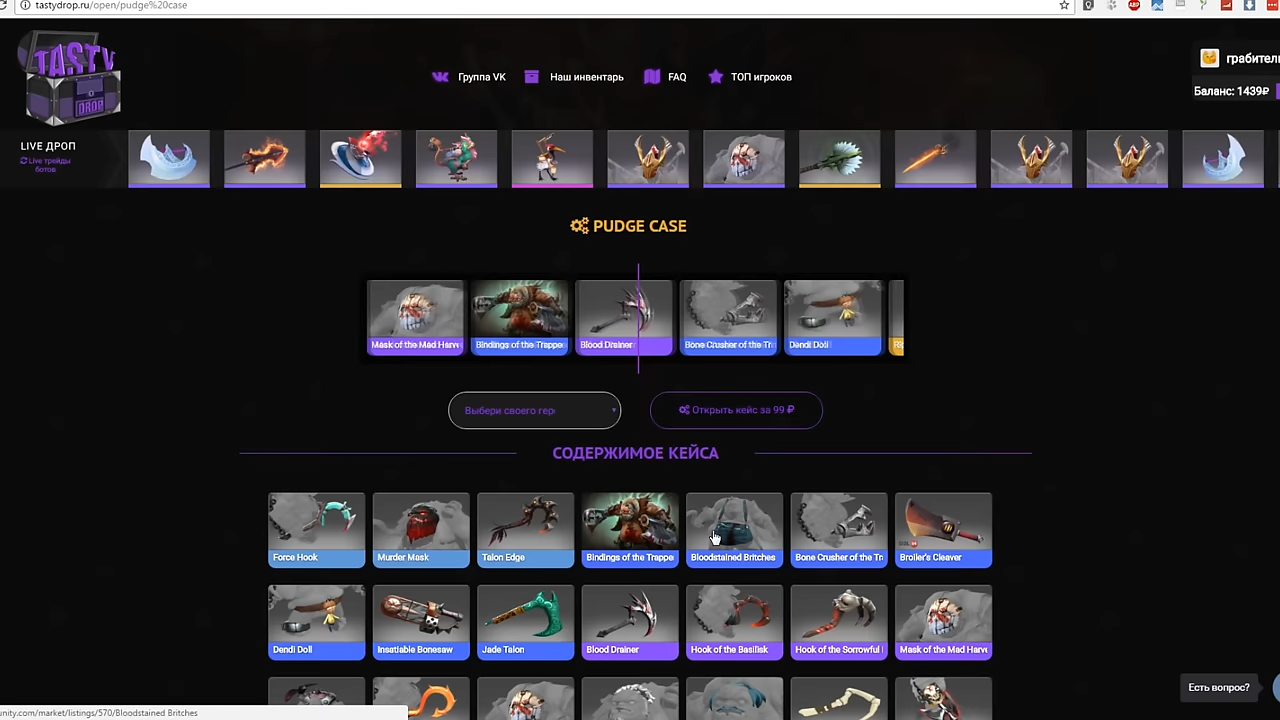 tastydrop.ru/open/pudge%20case
TASTY
DROP
Группа VK
Наш инвентарь
FAQ
ТОП игроков
грабитель
Баланс: 1439₽
LIVE ДРОП
Live трейды
ботов
PUDGE CASE
Mask of the Mad Harve
Bindings of the Trappe
Blood Drainer
Bone Crusher of the Tr
Dendi Doll
Выбери своего геро
Открыть кейс за 99 ₽
СОДЕРЖИМОЕ КЕЙСА
Force Hook
Murder Mask
Talon Edge
Bindings of the Trappe
Bloodstained Britches
Bone Crusher of the Tr
Broiler's Cleaver
Dendi Doll
Insatiable Bonesaw
Jade Talon
Blood Drainer
Hook of the Basilisk
Hook of the Sorrowful
Mask of the Mad Harve
Есть вопрос?
unity.com/market/listings/570/Bloodstained Britches